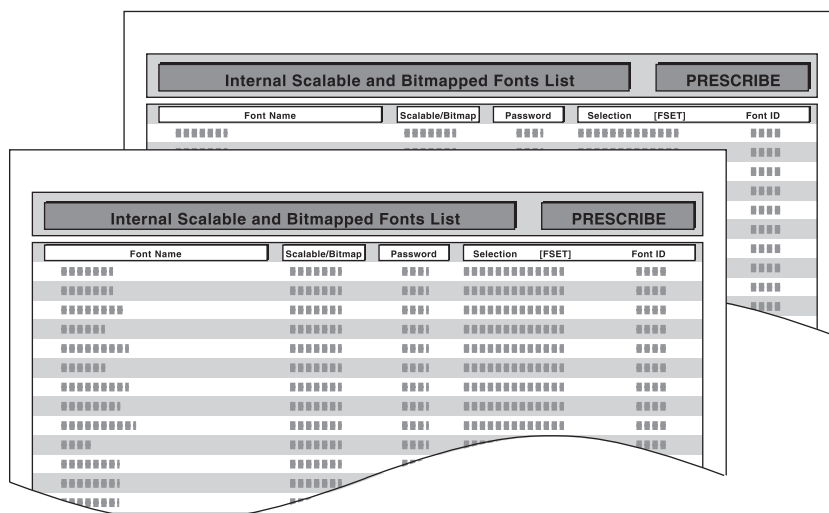 Internal Scalable and Bitmapped Fonts List PRESCRIBE
Font Name Scalable/Bitmap Password Selection [FSET] Font ID
Internal Scalable and Bitmapped Fonts List PRESCRIBE
Font Name Scalable/Bitmap Password Selection [FSET] Font ID